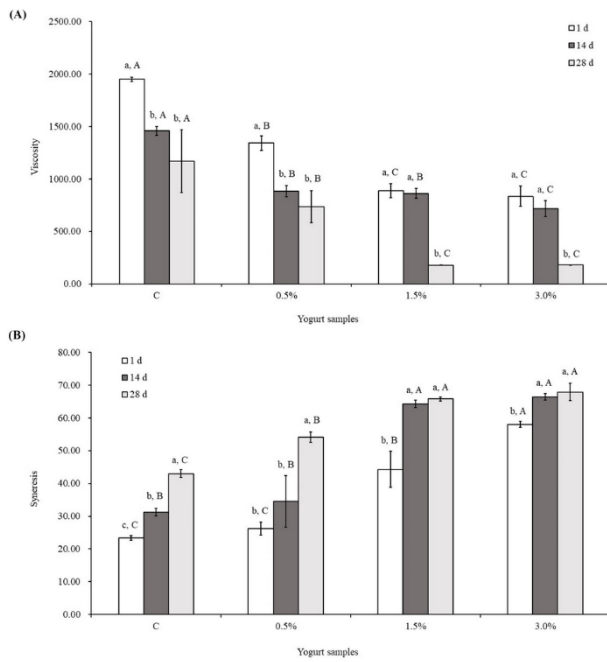 (A)
2500.00
2000.00
1500.00
1000.00
500.00
0.00
Viscosity
1 d
14 d
28 d
a, A
b, A
b, A
a, B
b, B
b, B
a, C
a, B
b, C
a, C
a, C
b, C
C
0.5%
1.5%
3.0%
Yogurt samples
(B)
80.00
70.00
60.00
50.00
40.00
30.00
20.00
10.00
0.00
Syneresis
1 d
14 d
28 d
c, C
b, B
a, C
b, C
b, B
a, B
b, B
a, A
a, A
b, A
a, A
a, A
C
0.5%
1.5%
3.0%
Yogurt samples